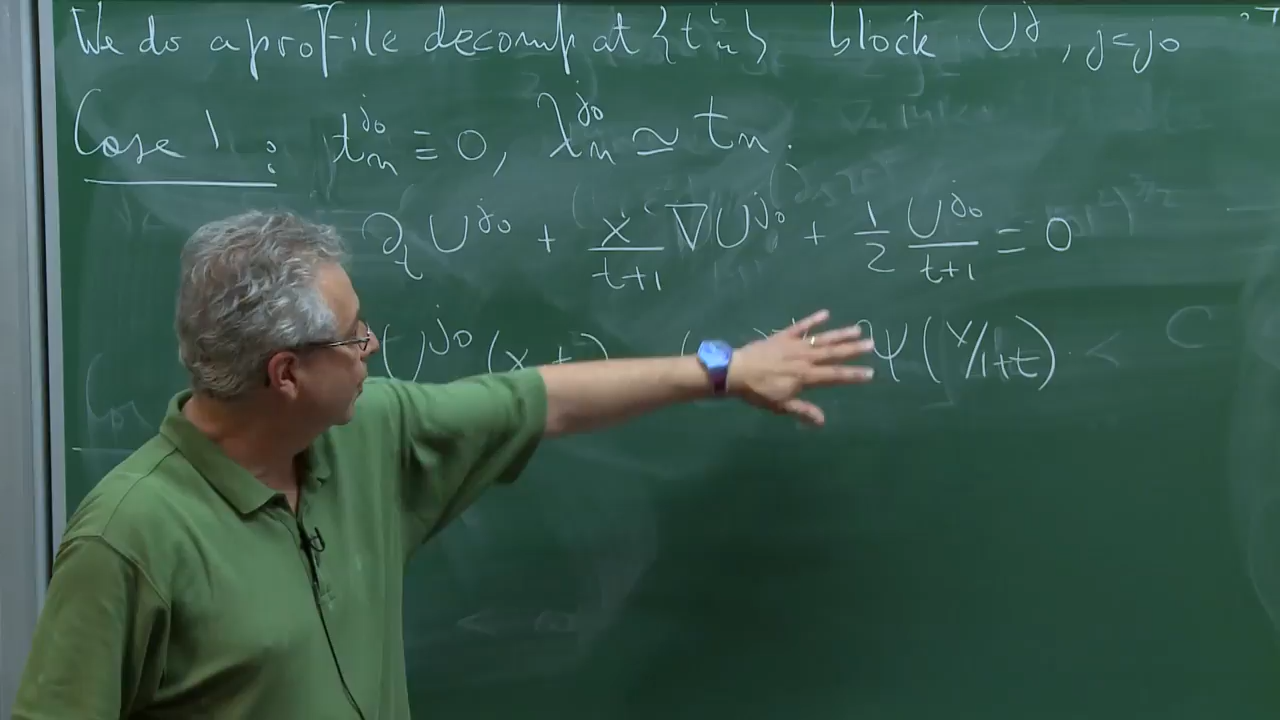 We do a profile decomp at {t_n^i} block U^j, j=j_0
Case 1 : t_n^{j_0} ≡ 0, λ_n^{j_0} ≃ t_n.
∂_t U^{j_0} + x/(t+1) ∇U^{j_0} + 1/2 U^{j_0}/(t+1) ≡ 0
U^{j_0} (x, t) Ψ(x/1+t)